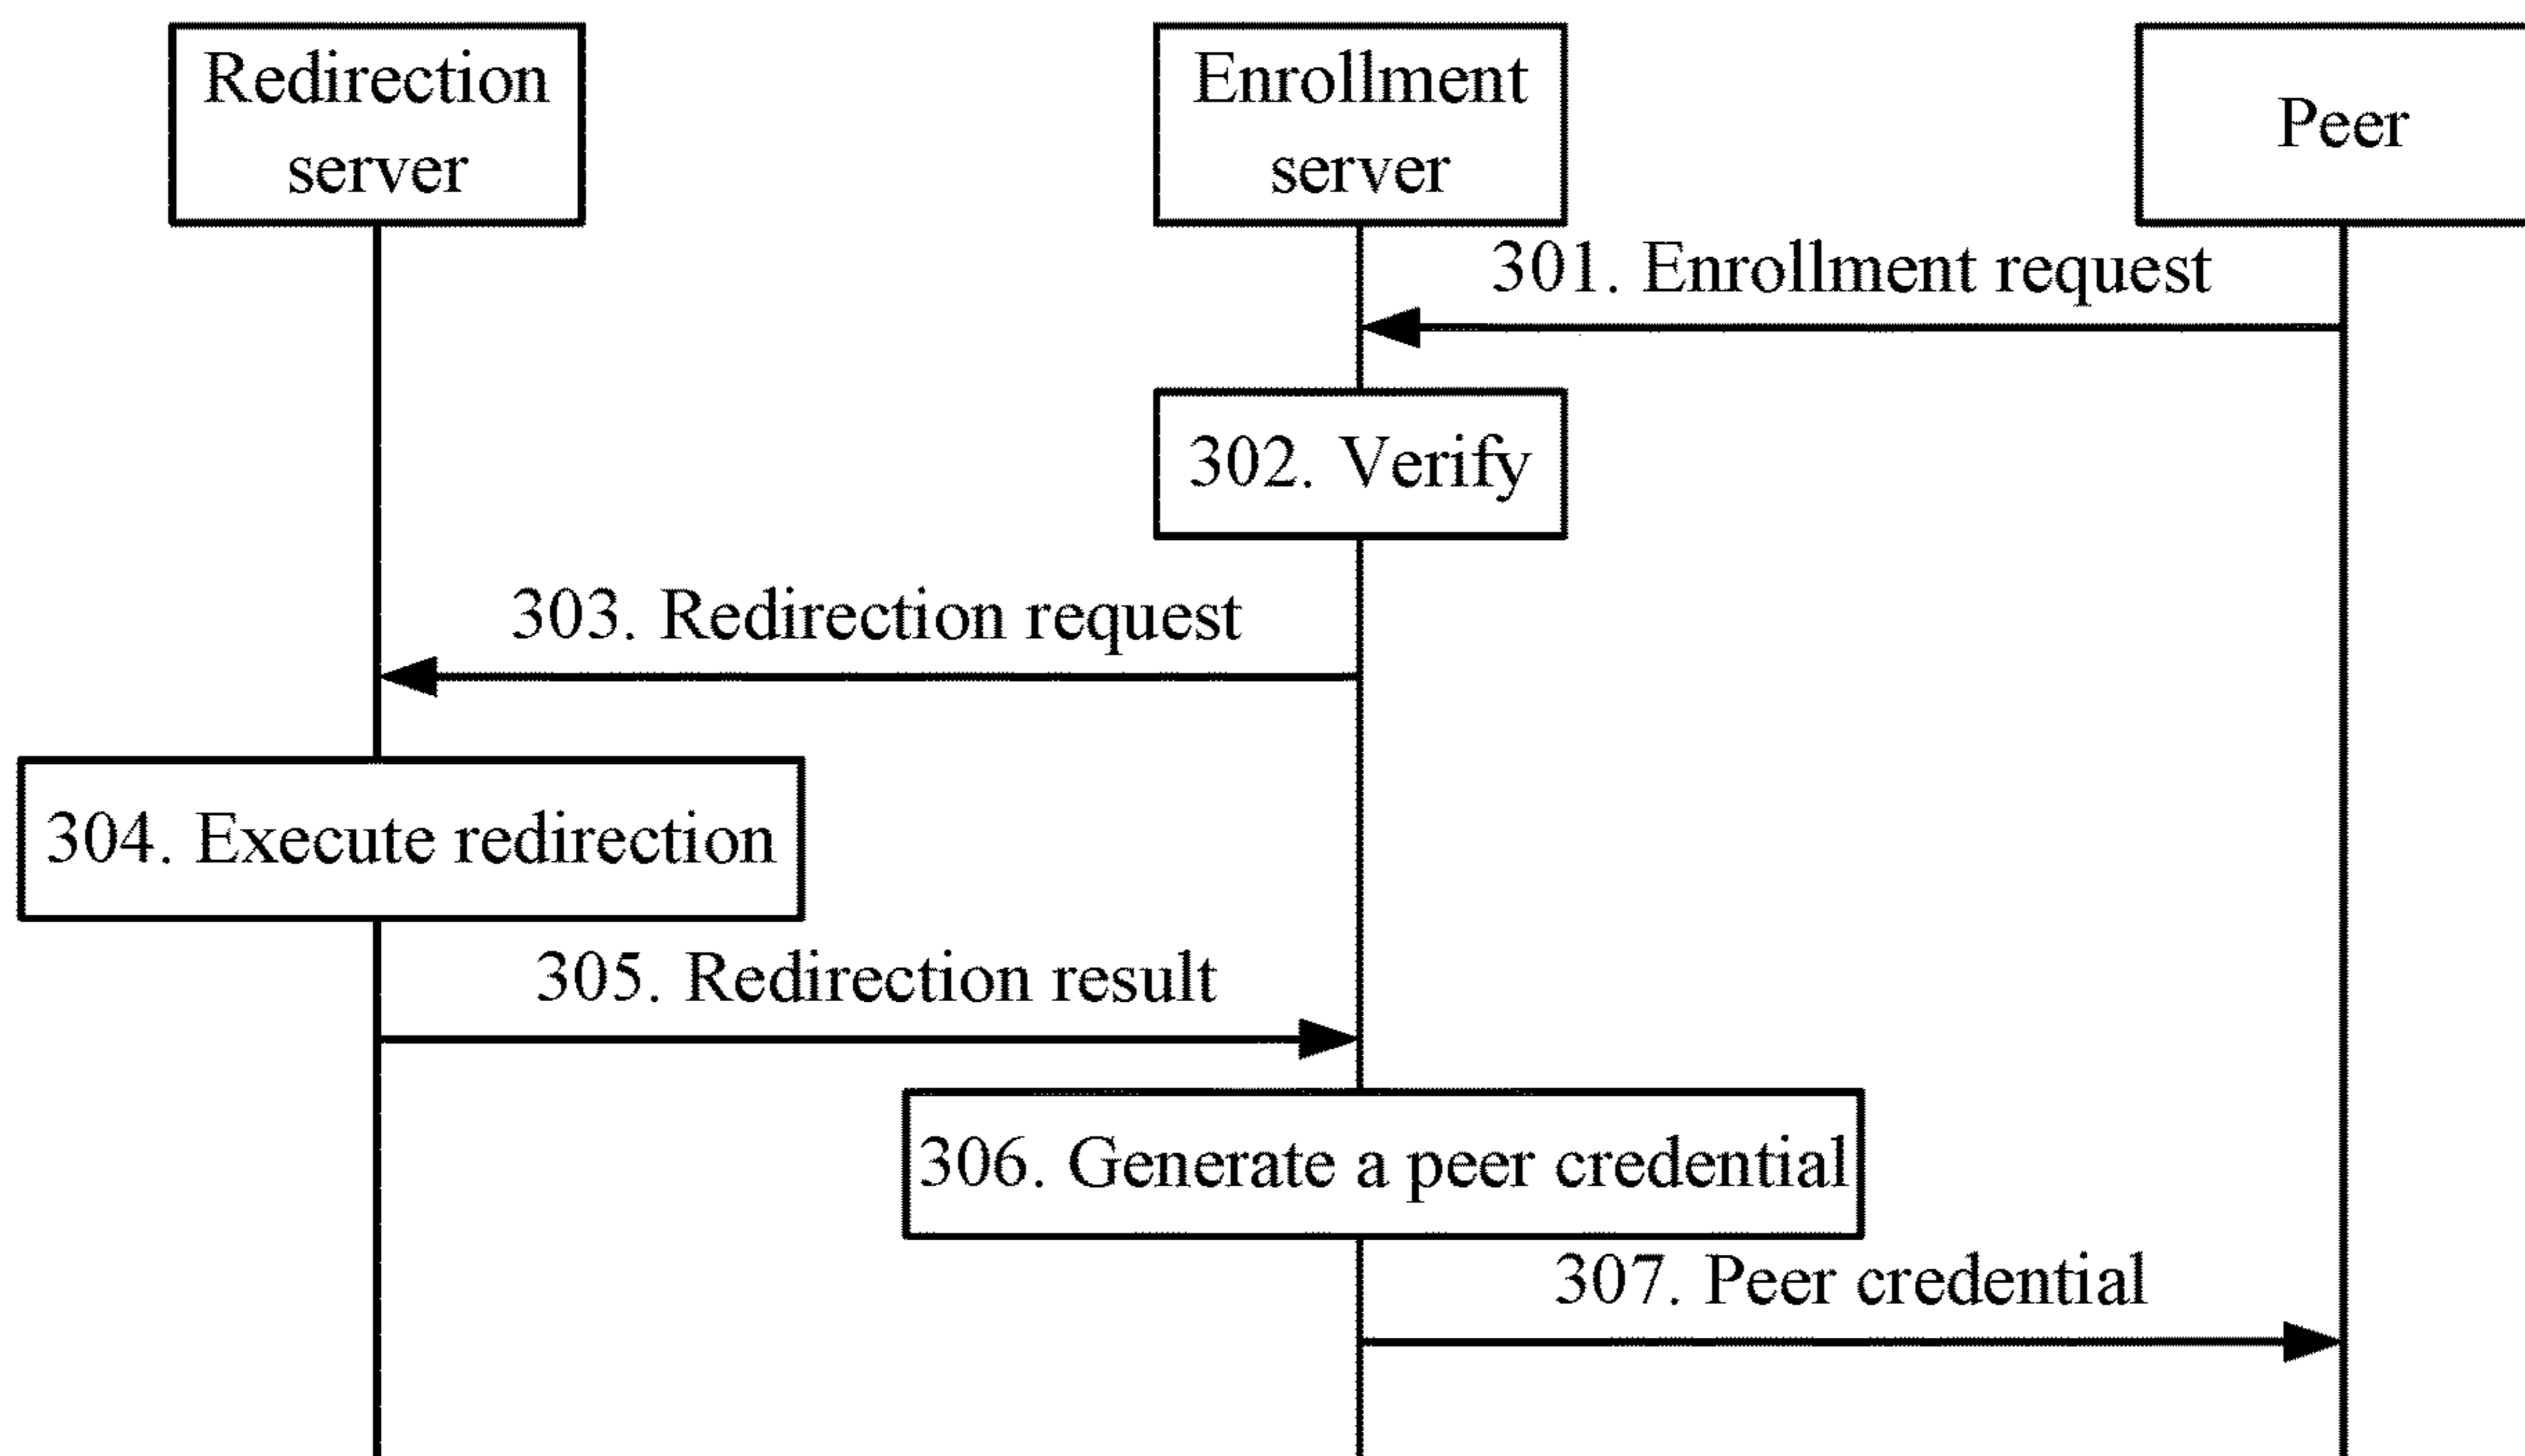 Redirection
server
Enrollment
server
Peer
301. Enrollment request
302. Verify
303. Redirection request
304. Execute redirection
305. Redirection result
306. Generate a peer credential
307. Peer credential